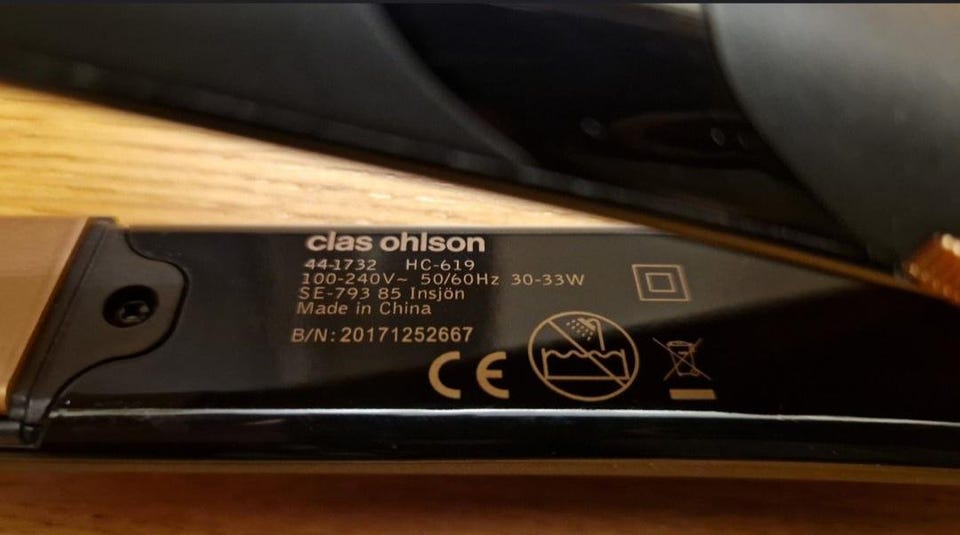 clas ohlson
44-1732 HC-619
100-240V~ 50/60Hz 30-33W
SE-793 85 Insjön
Made in China
B/N: 20171252667
CE